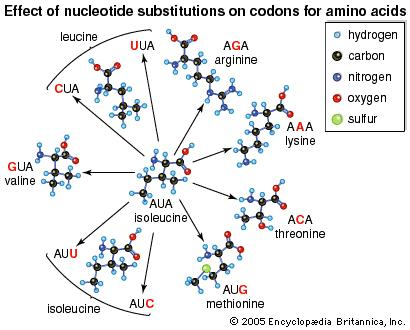 Effect of nucleotide substitutions on codons for amino acids
leucine
UUA
CUA
AGA
arginine
hydrogen
carbon
nitrogen
oxygen
sulfur
AAA
lysine
GUA
valine
AUA
isoleucine
ACA
threonine
AUU
AUC
isoleucine
AUG
methionine
© 2005 Encyclopædia Britannica, Inc.